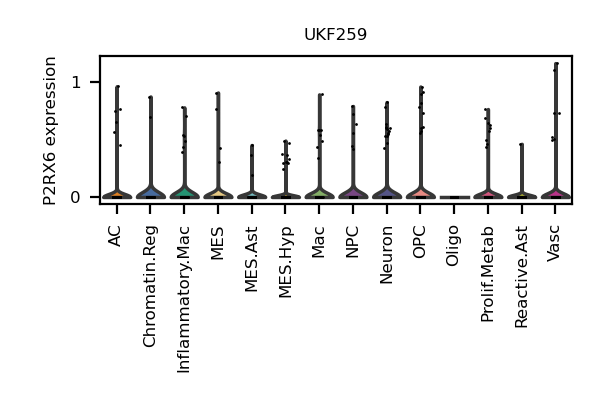 UKF259
P2RX6 expression
1
0
AC
Chromatin.Reg
Inflammatory.Mac
MES
MES.Ast
MES.Hyp
Mac
NPC
Neuron
OPC
Oligo
Prolif.Metab
Reactive.Ast
Vasc